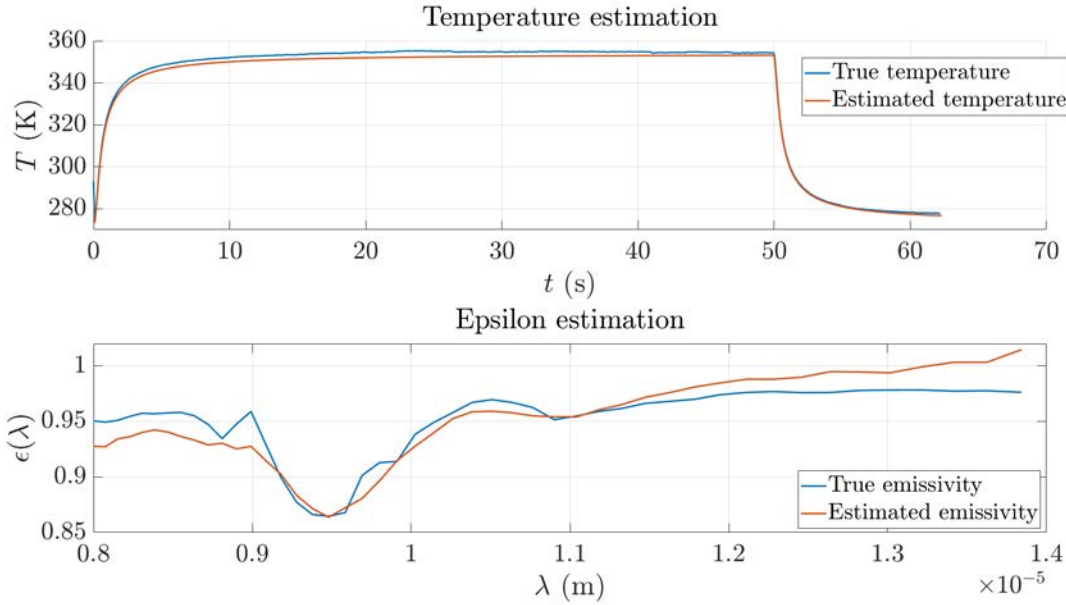 Temperature estimation
360
340
320
300
280
T (K)
True temperature
Estimated temperature
0 10 20 30 40 50 60 70
t (s)
Epsilon estimation
1
0.95
0.9
0.85
ϵ(λ)
True emissivity
Estimated emissivity
0.8 0.9 1 1.1 1.2 1.3 1.4
λ (m)
×10⁻⁵